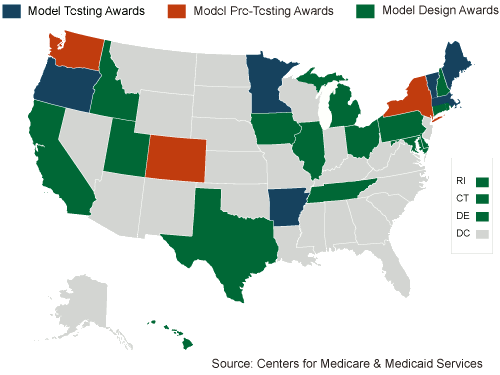 Model Testing Awards
Model Pre-Testing Awards
Model Design Awards
RI
CT
DE
DC
Source: Centers for Medicare & Medicaid Services